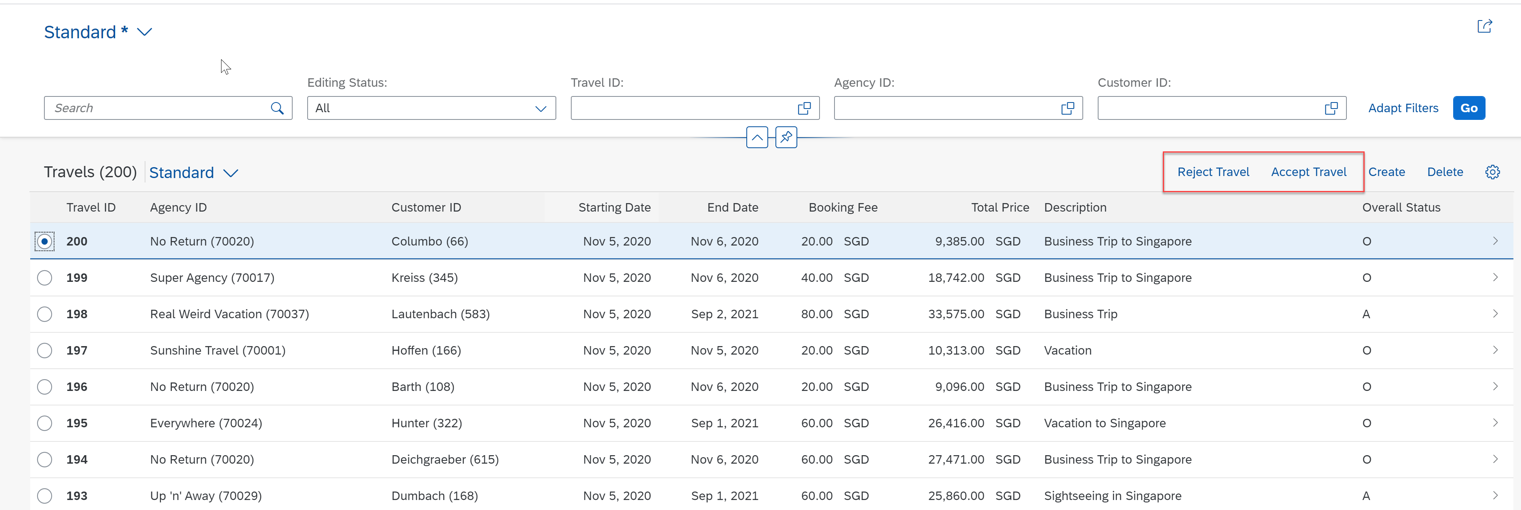 Standard *
Editing Status: Travel ID: Agency ID: Customer ID:
Search All Adapt Filters Go
Travels (200) Standard Reject Travel Accept Travel Create Delete
Travel ID Agency ID Customer ID Starting Date End Date Booking Fee Total Price Description Overall Status
200 No Return (70020) Columbo (66) Nov 5, 2020 Nov 6, 2020 20.00 SGD 9,385.00 SGD Business Trip to Singapore O
199 Super Agency (70017) Kreiss (345) Nov 5, 2020 Nov 6, 2020 40.00 SGD 18,742.00 SGD Business Trip to Singapore O
198 Real Weird Vacation (70037) Lautenbach (583) Nov 5, 2020 Sep 2, 2021 80.00 SGD 33,575.00 SGD Business Trip A
197 Sunshine Travel (70001) Hoffen (166) Nov 5, 2020 Nov 5, 2020 20.00 SGD 10,313.00 SGD Vacation O
196 No Return (70020) Barth (108) Nov 5, 2020 Nov 6, 2020 20.00 SGD 9,096.00 SGD Business Trip to Singapore O
195 Everywhere (70024) Hunter (322) Nov 5, 2020 Sep 1, 2021 60.00 SGD 26,416.00 SGD Vacation to Singapore O
194 No Return (70020) Deichgraeber (615) Nov 5, 2020 Nov 6, 2020 60.00 SGD 27,471.00 SGD Business Trip to Singapore O
193 Up 'n' Away (70029) Dumbach (168) Nov 5, 2020 Sep 1, 2021 60.00 SGD 25,860.00 SGD Sightseeing in Singapore A